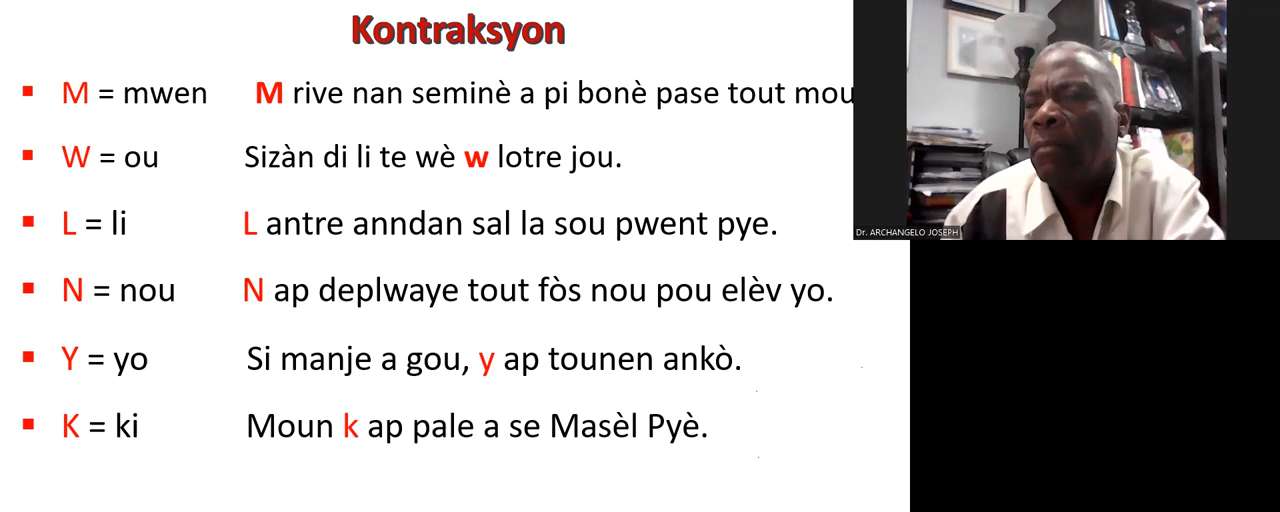 Kontraksyon
▪ M = mwen M rive nan seminè a pi bonè pase tout mou
▪ W = ou Sizàn di li te wè w lotre jou.
▪ L = li L antre anndan sal la sou pwent pye.
▪ N = nou N ap deplwaye tout fòs nou pou elèv yo.
▪ Y = yo Si manje a gou, y ap tounen ankò.
▪ K = ki Moun k ap pale a se Masèl Pyè.
Dr. ARCHANGELO JOSEPH